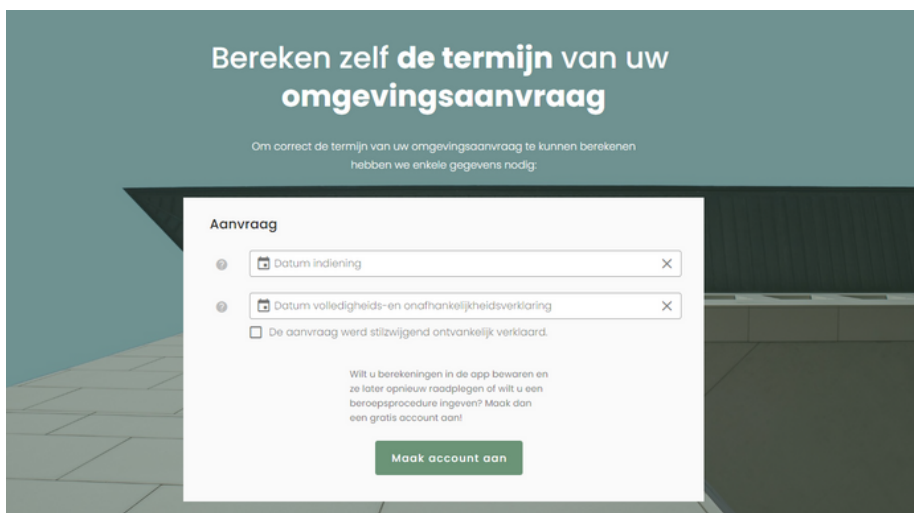 Bereken zelf de termijn van uw
omgevingsaanvraag
Om correct de termijn van uw omgevingsaanvraag te kunnen berekenen
hebben we enkele gegevens nodig:
Aanvraag
Datum indiening
Datum volledigheids-en onafhankelijkheidsverklaring
De aanvraag werd stilzwijgend ontvankelijk verklaard.
Wilt u berekeningen in de app bewaren en
ze later opnieuw raadplegen of wilt u een
beroepsprocedure ingeven? Maak dan
een gratis account aan!
Maak account aan